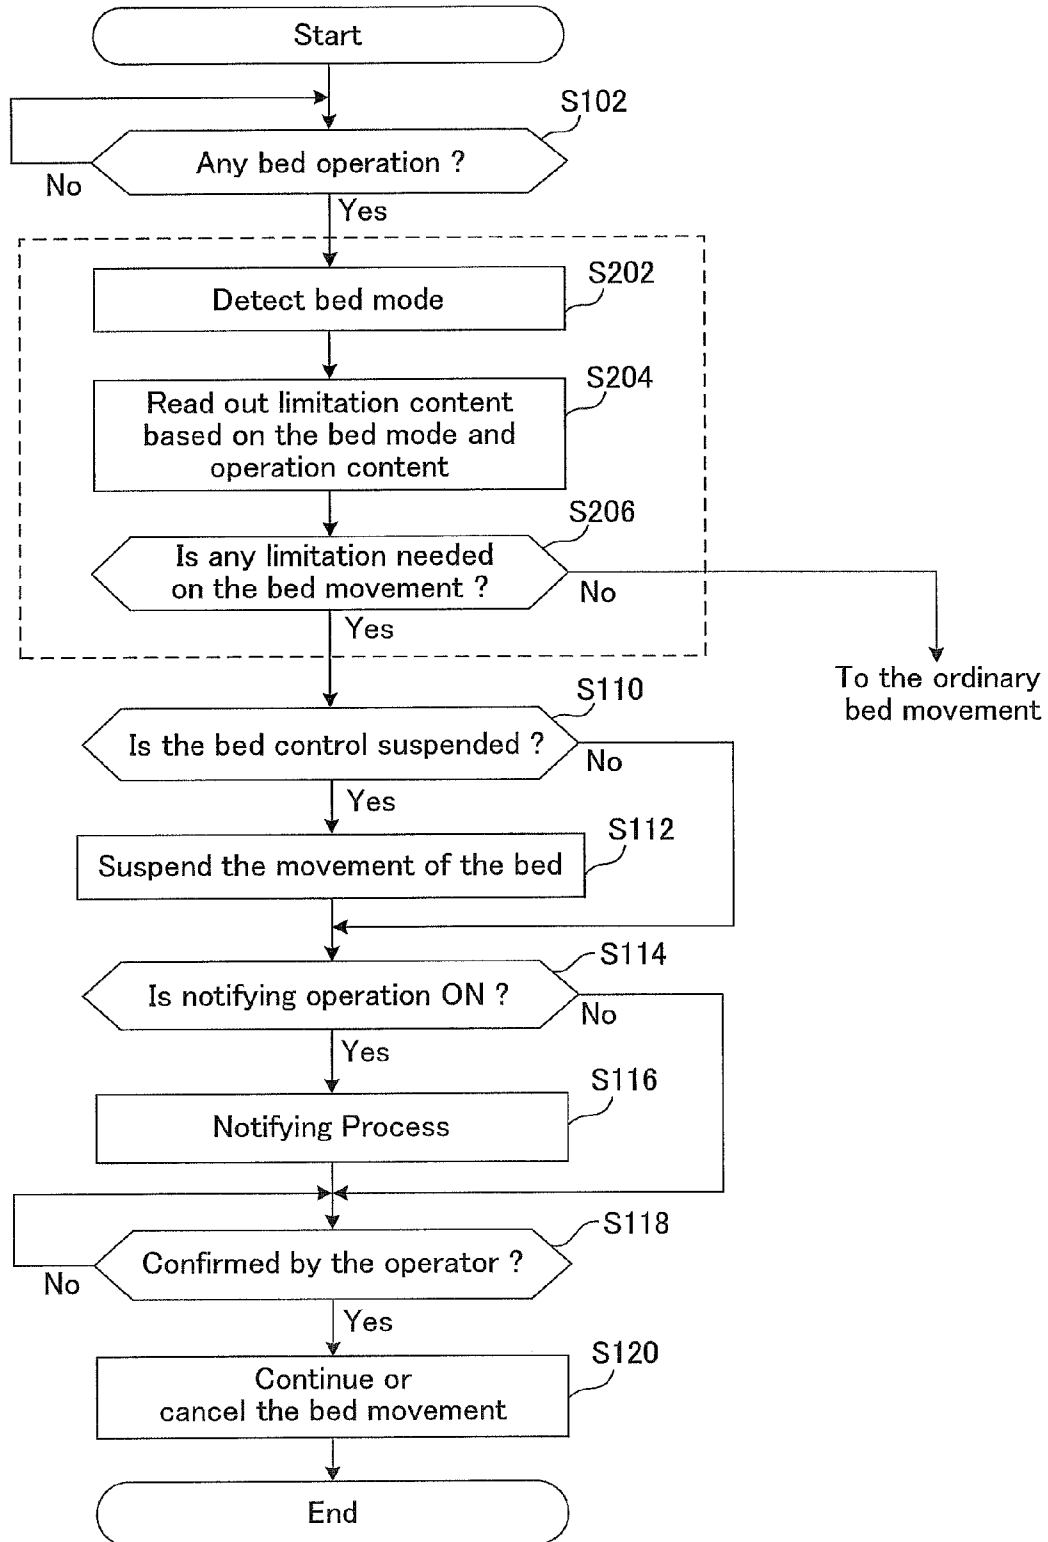 Start
S102
Any bed operation ?
No
Yes
S202
Detect bed mode
S204
Read out limitation content
based on the bed mode and
operation content
S206
Is any limitation needed
on the bed movement ?
No
Yes
To the ordinary
bed movement
S110
Is the bed control suspended ?
No
Yes
S112
Suspend the movement of the bed
S114
Is notifying operation ON ?
No
Yes
S116
Notifying Process
S118
Confirmed by the operator ?
No
Yes
S120
Continue or
cancel the bed movement
End